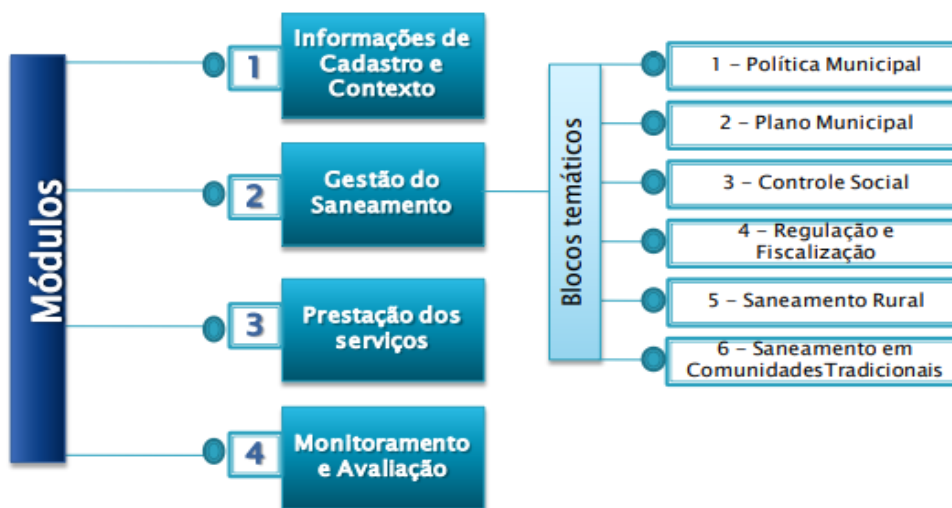 Módulos
1
Informações de
Cadastro e
Contexto
2
Gestão do
Saneamento
3
Prestação dos
serviços
4
Monitoramento
e Avaliação
Blocos temáticos
1 – Política Municipal
2 – Plano Municipal
3 – Controle Social
4 – Regulação e
Fiscalização
5 – Saneamento Rural
6 – Saneamento em
ComunidadesTradicionais